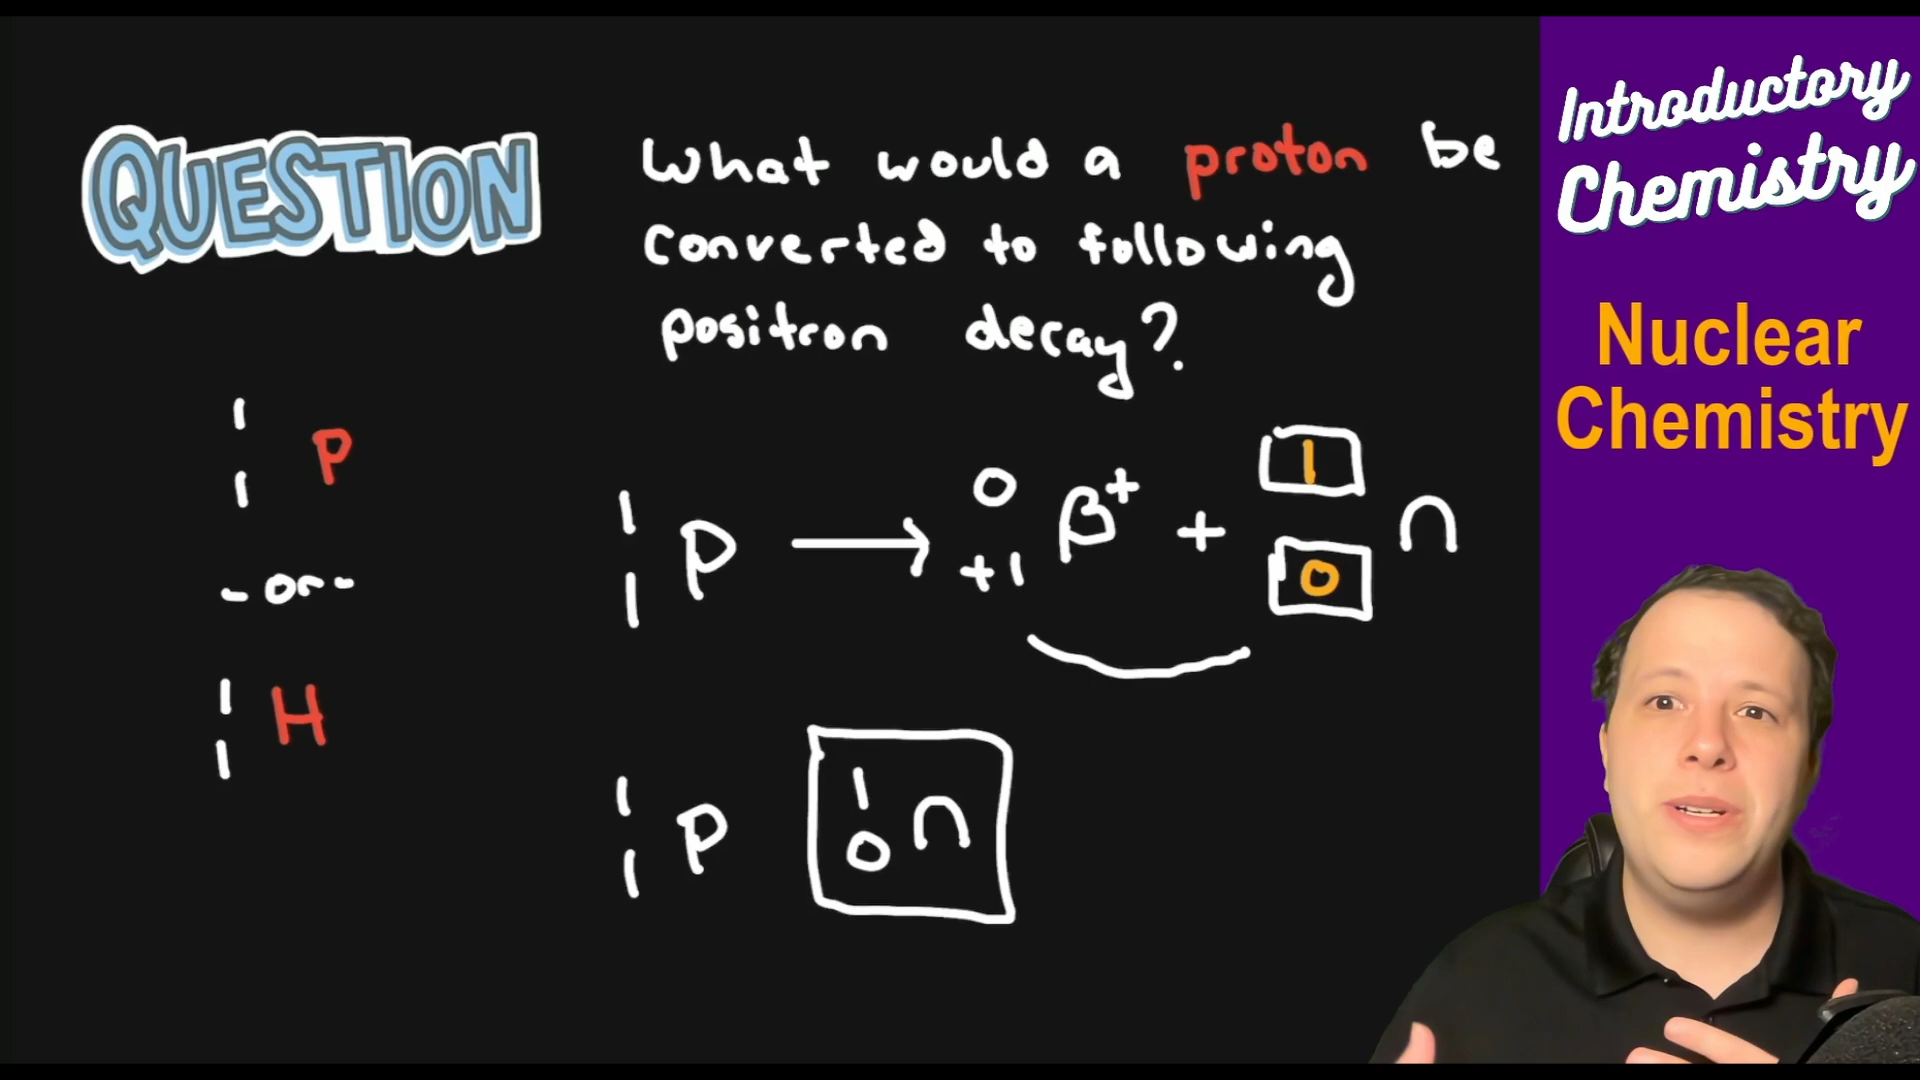 QUESTION
What would a proton be
converted to following
positron decay?
1
1 P
-or-
1
1 H
1
1 p → 0
+1 β+ + 1
0 n
1
1 p 1
0 n
Introductory
Chemistry
Nuclear
Chemistry